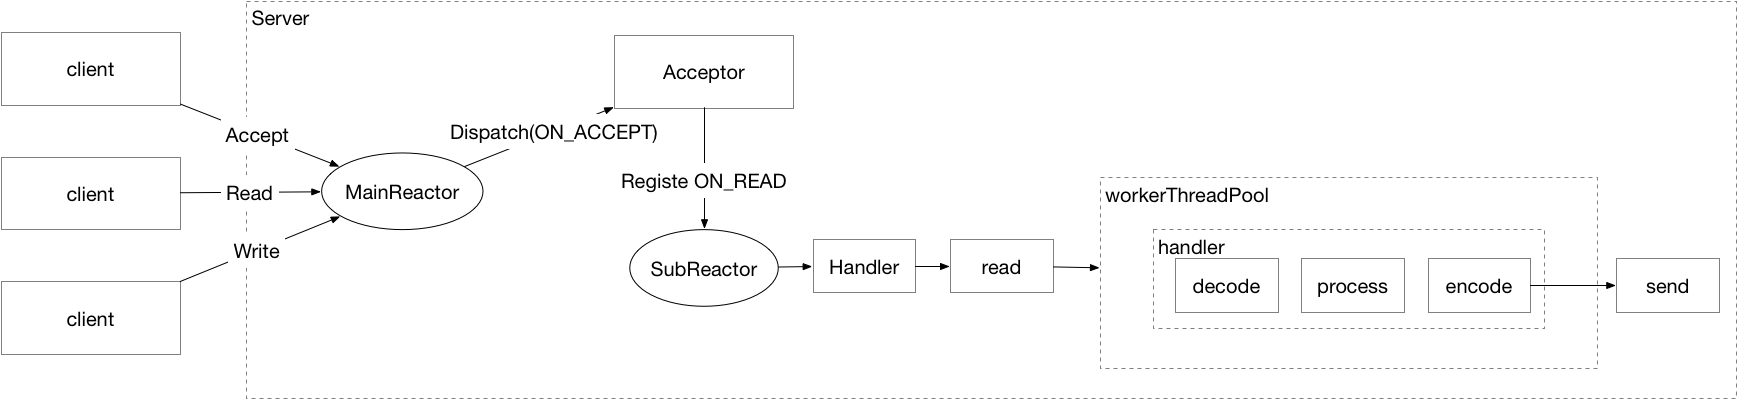 Server
client
Acceptor
Accept
Dispatch(ON_ACCEPT)
client
Read
MainReactor
Registe ON_READ
workerThreadPool
Write
handler
SubReactor
Handler
read
decode
process
encode
send
client